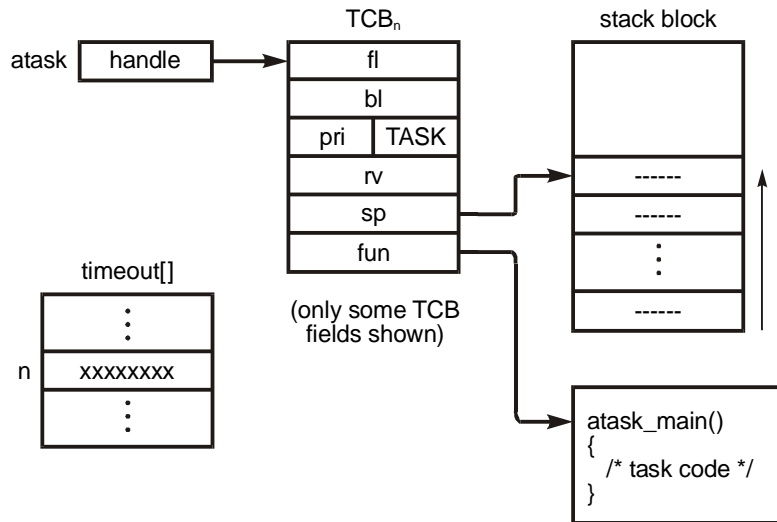 TCBn
stack block
atask
handle
fl
bl
pri
TASK
rv
sp
fun
------
------
⋮
------
(only some TCB
fields shown)
timeout[]
⋮
n
xxxxxxxx
⋮
atask_main()
{
/* task code */
}